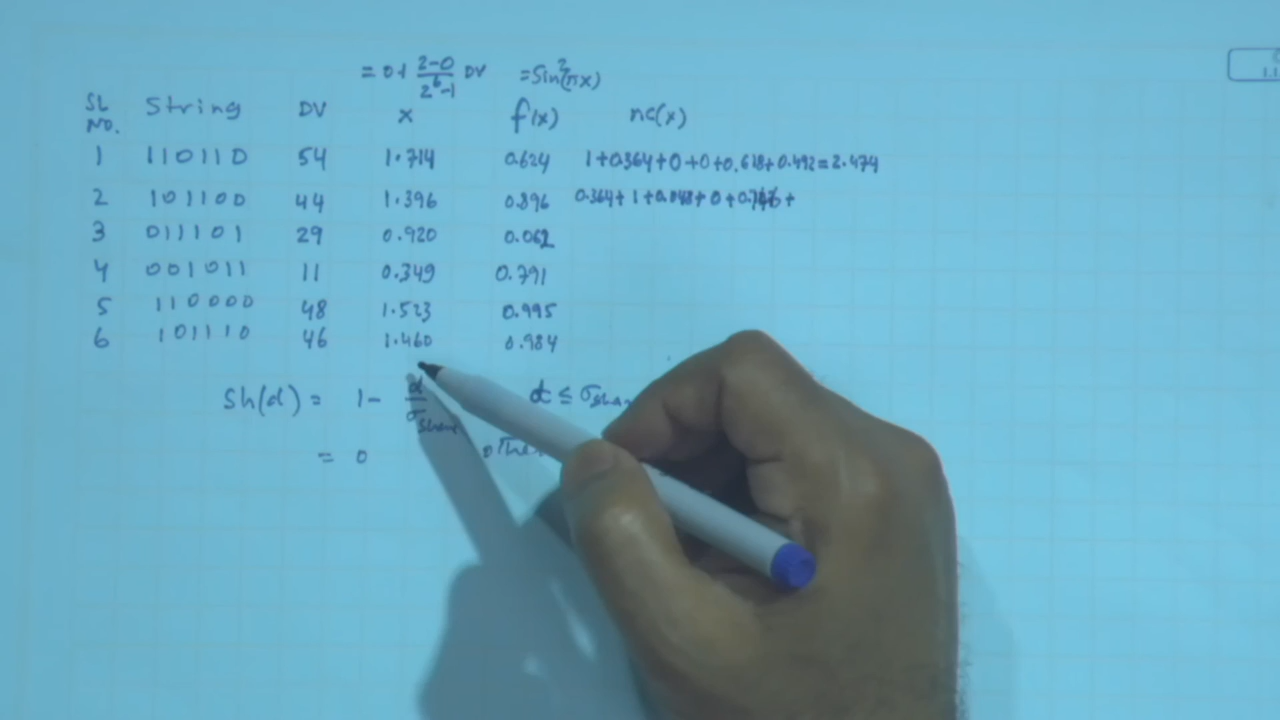 = 0+ (2-0)/(2^6-1) DV = Sin²(πx)
SL NO. String DV x f(x) nc(x)
1 110110 54 1.714 0.624 1+0.364+0+0+0.618+0.492=2.474
2 101100 44 1.396 0.896 0.364+1+0.048+0+
3 011101 29 0.920 0.062
4 001011 11 0.349 0.791
5 110000 48 1.523 0.995
6 101110 46 1.460 0.984
Sh(d) = 1- d/σshare d ≤ σshar
= 0 other